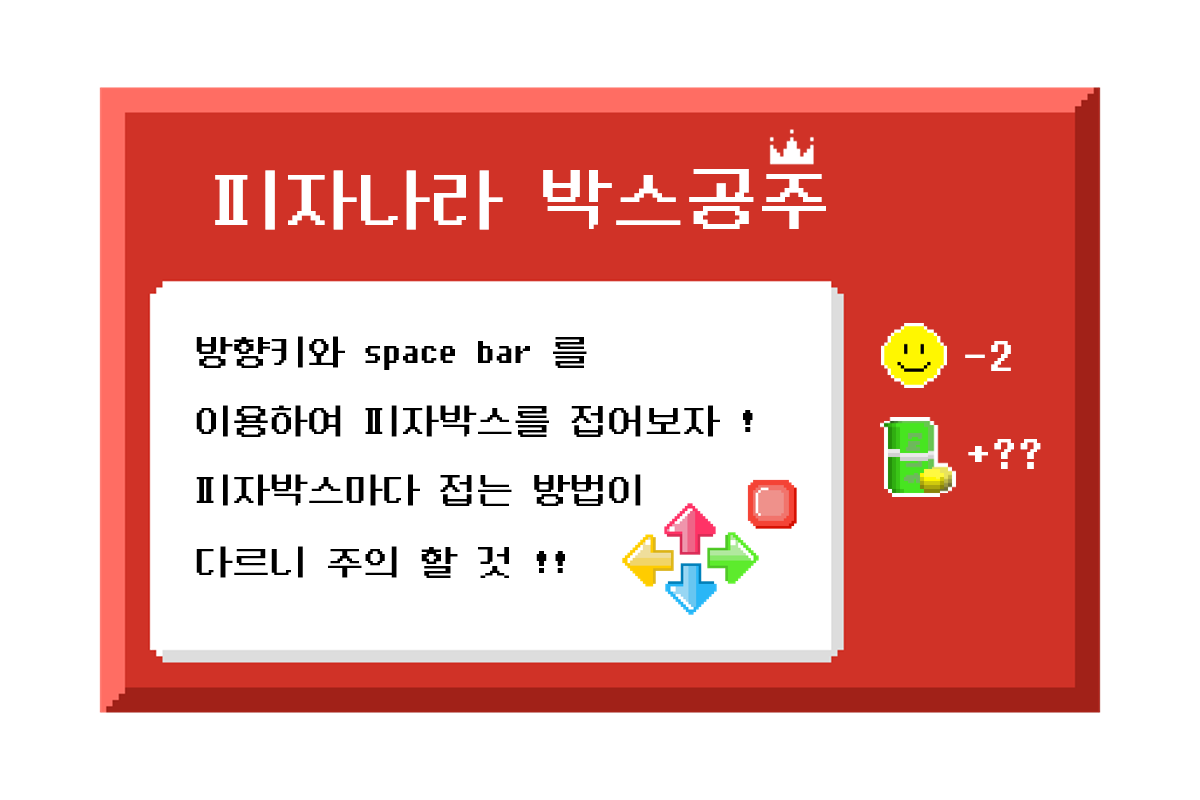 피자나라 박스공주
방향키와 space bar 를
이용하여 피자박스를 접어보자 !
피자박스마다 접는 방법이
다르니 주의 할 것 !!
-2
+??